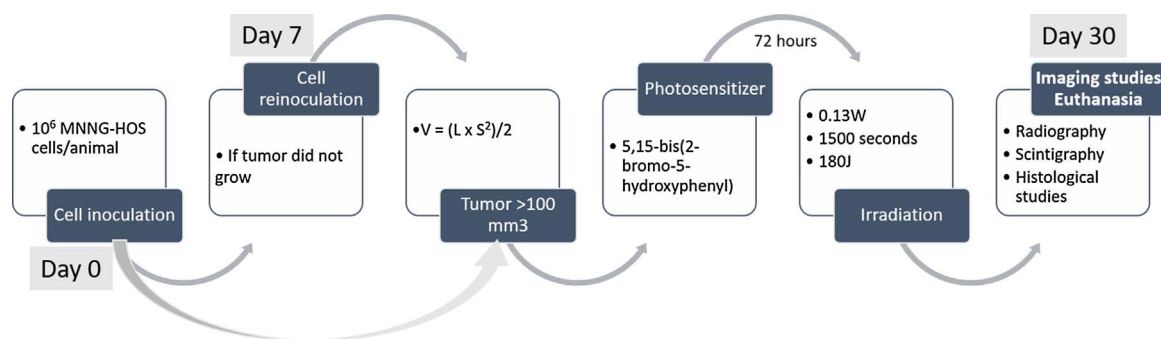 Day 0
• 10⁶ MNNG-HOS
cells/animal
Cell inoculation
Day 7
Cell
reinoculation
• If tumor did not
grow
•V = (L x S²)/2
Tumor >100
mm3
Photosensitizer
• 5,15-bis(2-
bromo-5-
hydroxyphenyl)
72 hours
• 0.13W
• 1500 seconds
• 180J
Irradiation
Day 30
Imaging studies
Euthanasia
• Radiography
• Scintigraphy
• Histological
studies